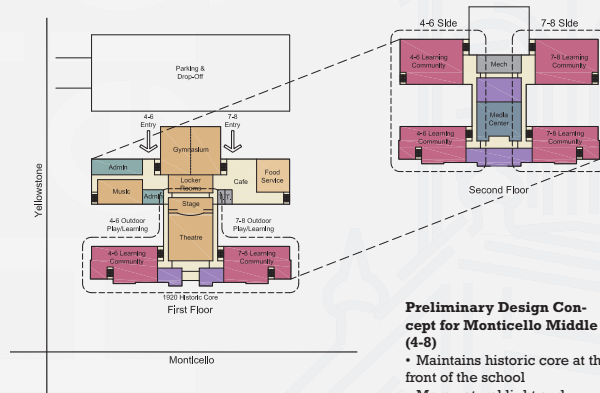 4-6 Side
7-8 Side
4-6 Learning
Community
Mech
7-8 Learning
Community
Media
Center
4-6 Learning
Community
7-8 Learning
Community
Second Floor
Parking &
Drop-Off
4-6
Entry
7-8
Entry
Gymnasium
Admin
Locker
Rooms
Cafe
Food
Service
Music
Admin
Stage
4-6 Outdoor
Play/Learning
7-8 Outdoor
Play/Learning
Theatre
4-6 Learning
Community
7-8 Learning
Community
1920 Historic Core
First Floor
Yellowstone
Monticello
Preliminary Design Con-
cept for Monticello Middle
(4-8)
• Maintains historic core at th
front of the school